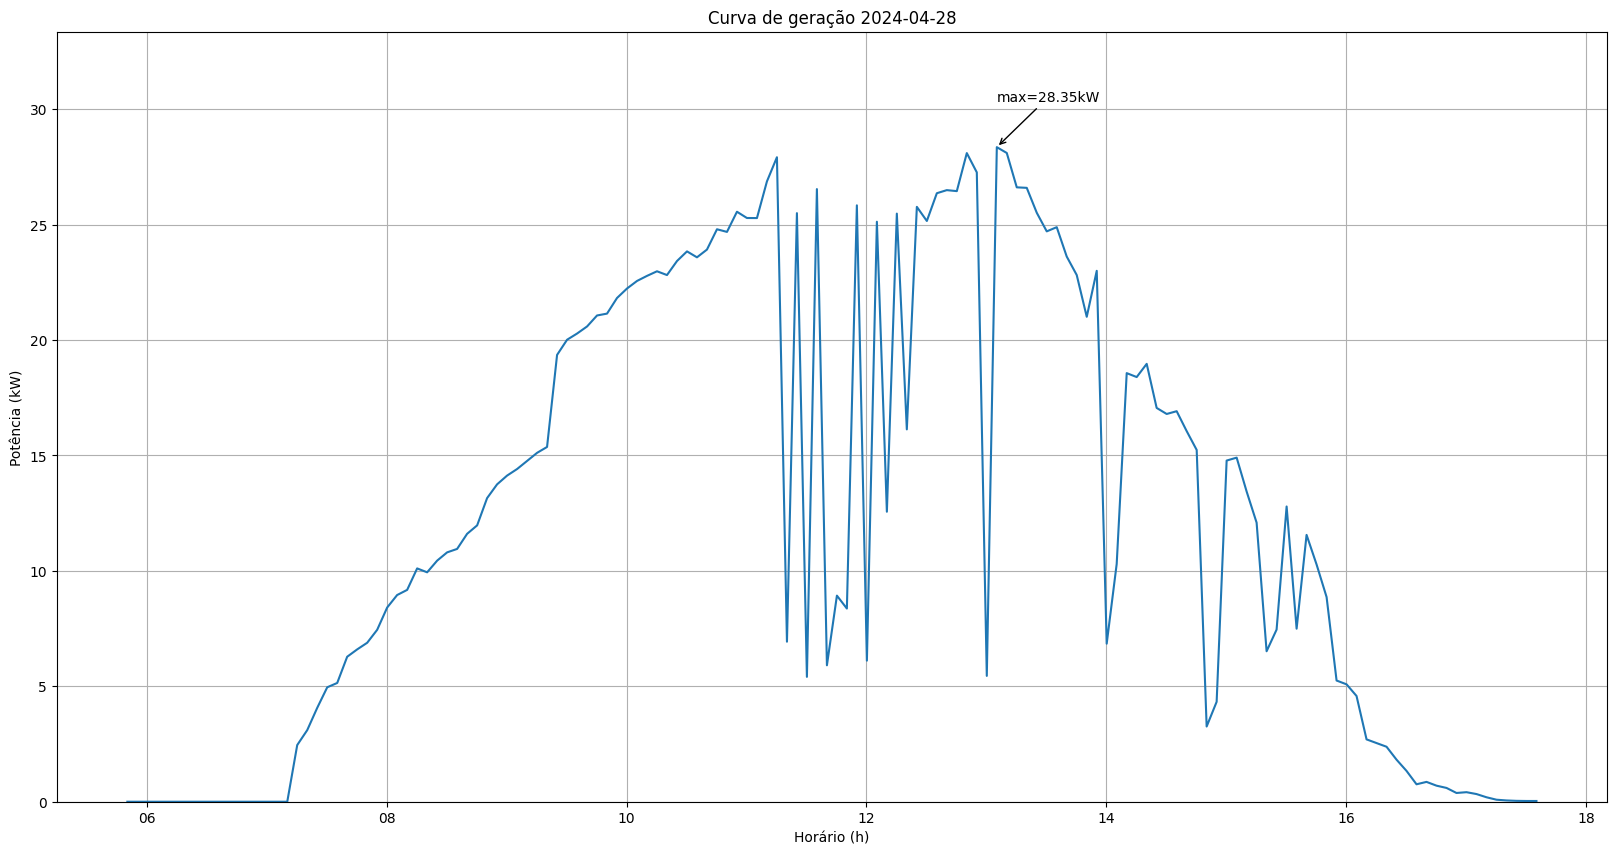 Curva de geração 2024-04-28
max=28.35kW
Potência (kW)
30
25
20
15
10
5
0
06 08 10 12 14 16 18
Horário (h)